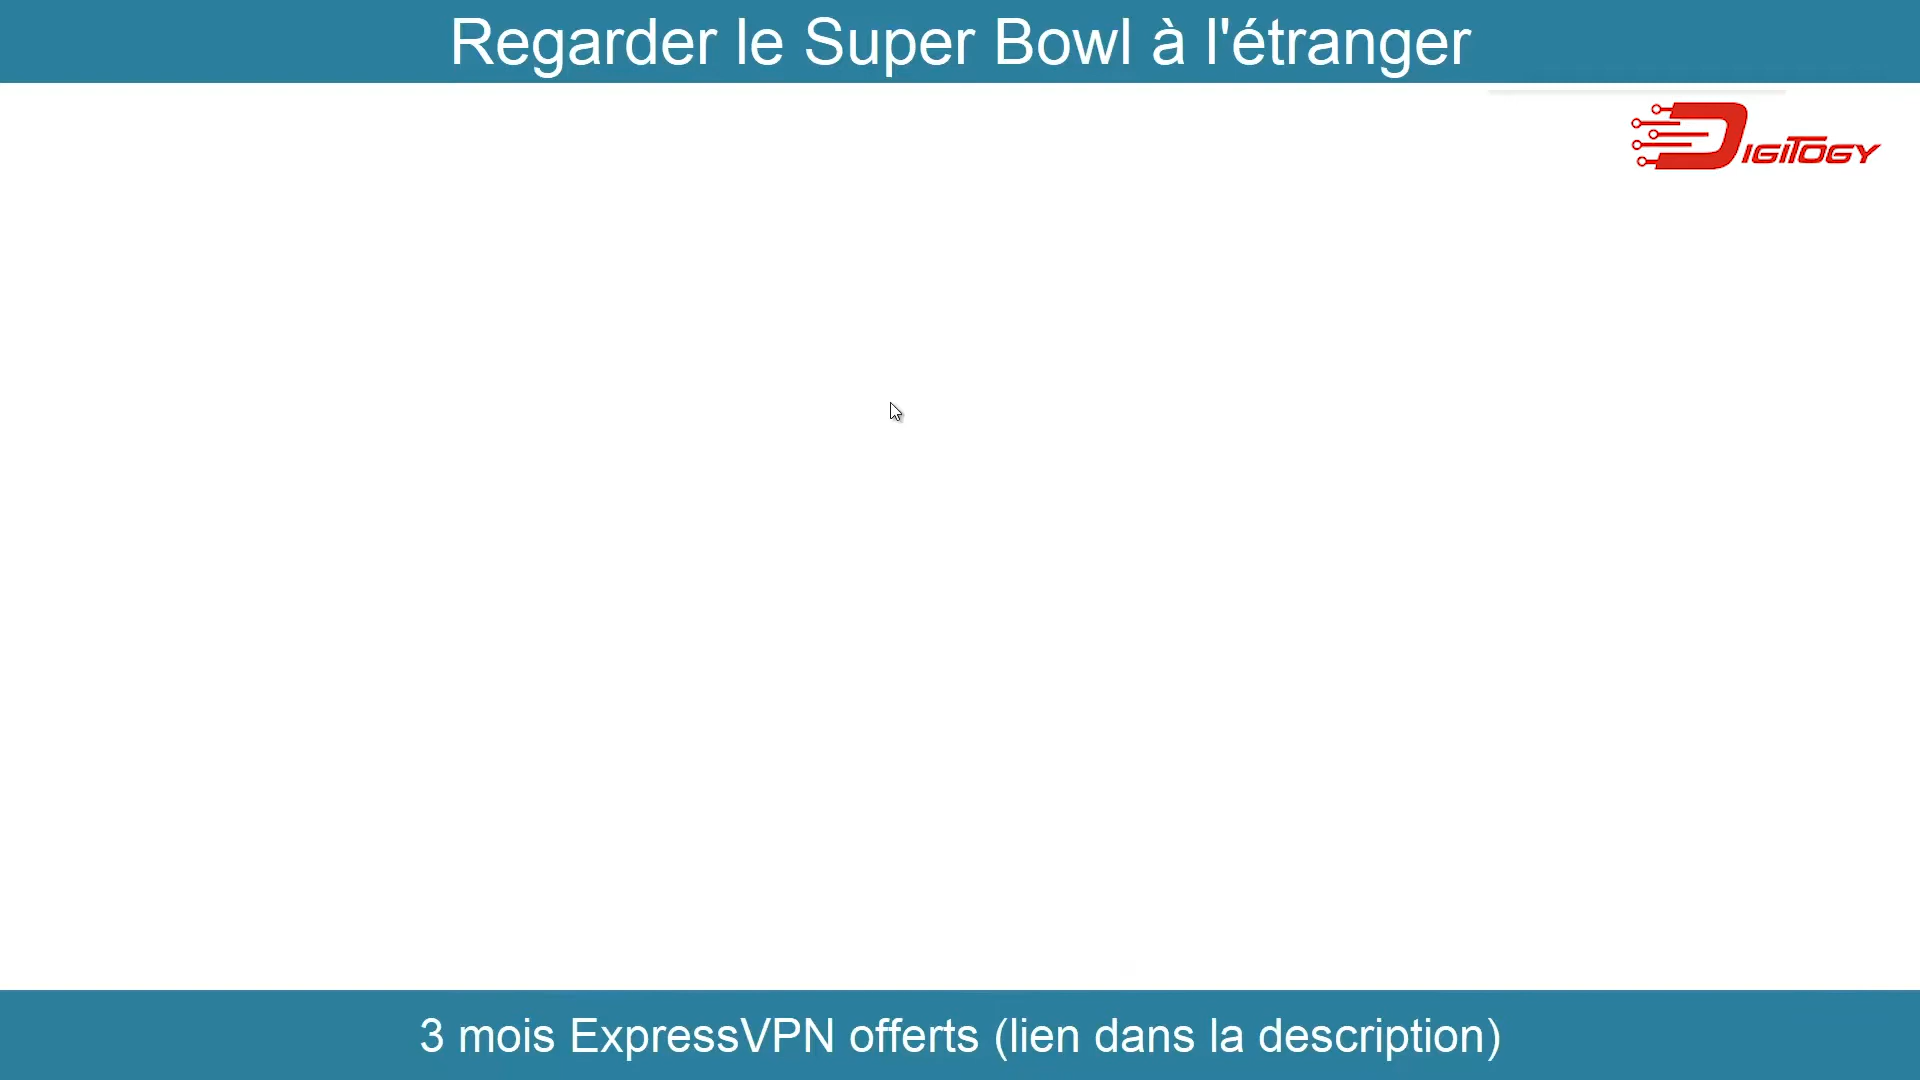 Regarder le Super Bowl à l'étranger
DIGITOGY
3 mois ExpressVPN offerts (lien dans la description)